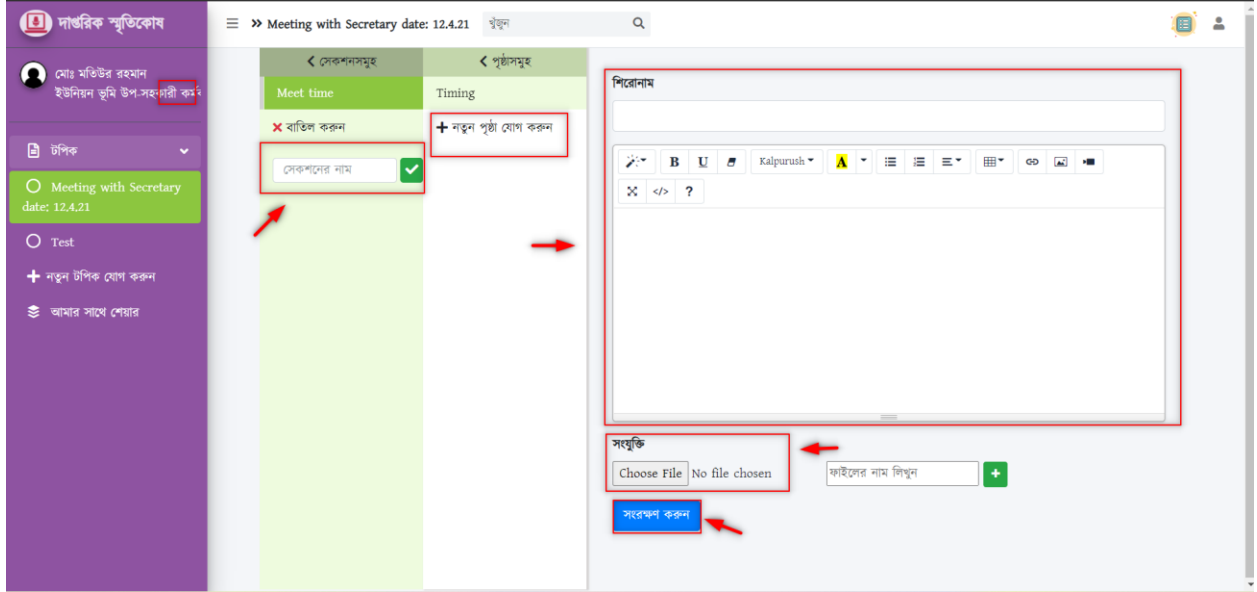 দাপ্তরিক স্মৃতিকোষ
» Meeting with Secretary date: 12.4.21
খুঁজুন
মোঃ মতিউর রহমান
ইউনিয়ন ভূমি উপ-সহকারী
টপিক
Meeting with Secretary
date: 12.4.21
Test
নতুন টপিক যোগ করুন
আমার সাথে শেয়ার
সেকশনসমুহ
Meet time
বাতিল করুন
সেকশনের নাম
পৃষ্ঠাসমুহ
Timing
নতুন পৃষ্ঠা যোগ করুন
শিরোনাম
B U Kalpurush A
</> ?
সংযুক্তি
Choose File No file chosen ফাইলের নাম লিখুন
সংরক্ষণ করুন